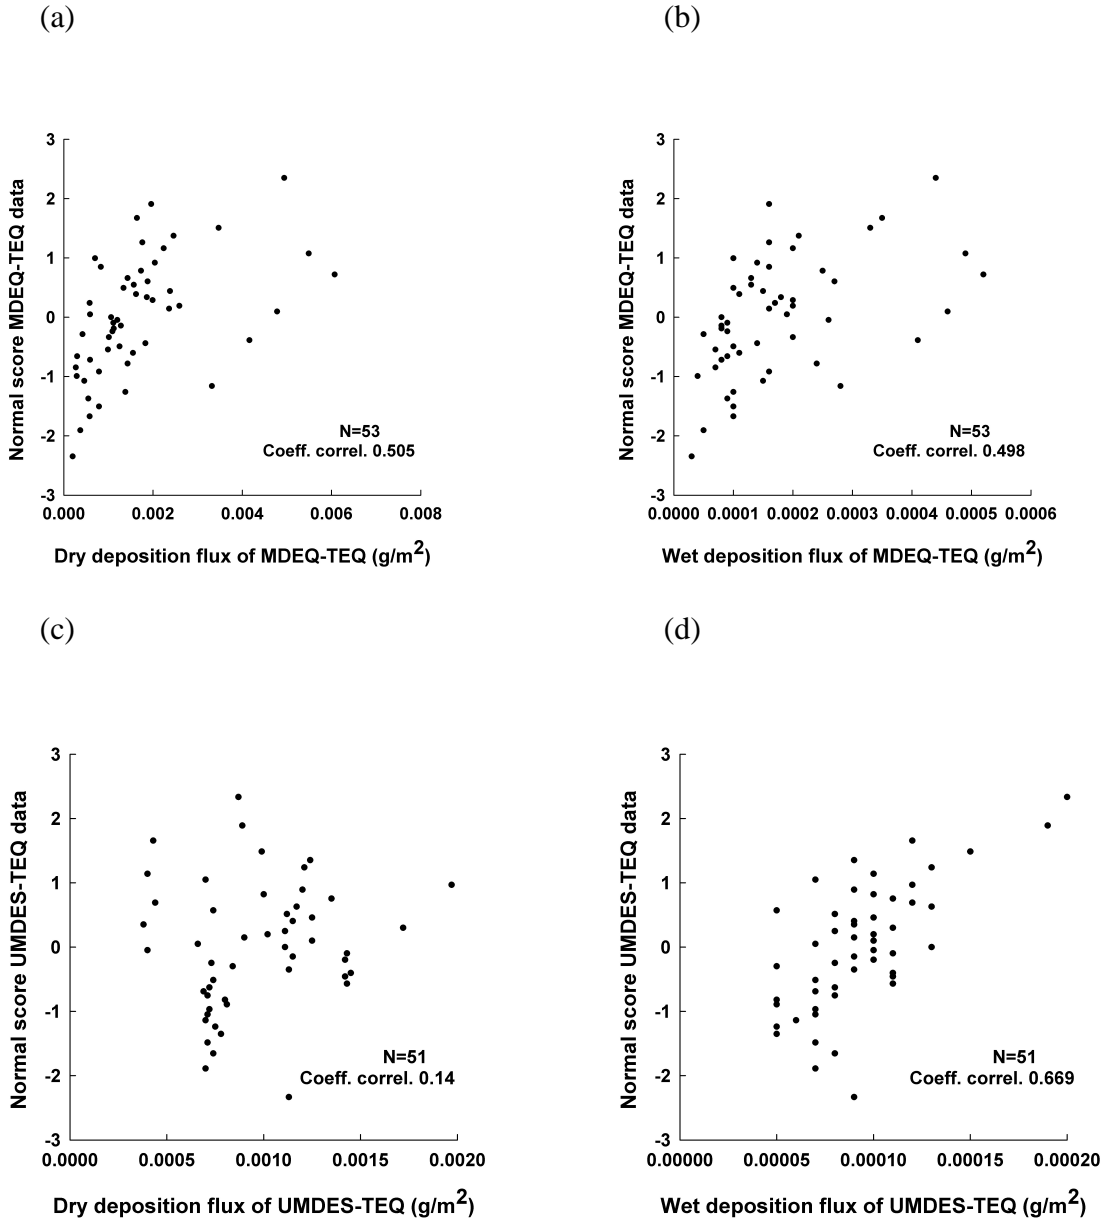 (a)
3
2
1
0
-1
-2
-3
Normal score MDEQ-TEQ data
N=53
Coeff. correl. 0.505
0.000 0.002 0.004 0.006 0.008
Dry deposition flux of MDEQ-TEQ (g/m²)
(b)
3
2
1
0
-1
-2
-3
Normal score MDEQ-TEQ data
N=53
Coeff. correl. 0.498
0.0000 0.0001 0.0002 0.0003 0.0004 0.0005 0.0006
Wet deposition flux of MDEQ-TEQ (g/m²)
(c)
3
2
1
0
-1
-2
-3
Normal score UMDES-TEQ data
N=51
Coeff. correl. 0.14
0.0000 0.0005 0.0010 0.0015 0.0020
Dry deposition flux of UMDES-TEQ (g/m²)
(d)
3
2
1
0
-1
-2
-3
Normal score UMDES-TEQ data
N=51
Coeff. correl. 0.669
0.00000 0.00005 0.00010 0.00015 0.00020
Wet deposition flux of UMDES-TEQ (g/m²)